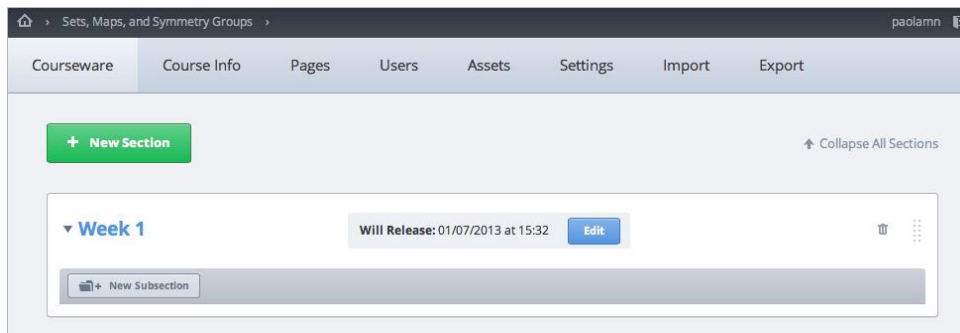 › Sets, Maps, and Symmetry Groups › paolamn
Courseware Course Info Pages Users Assets Settings Import Export
+ New Section
Collapse All Sections
Week 1 Will Release: 01/07/2013 at 15:32 Edit
+ New Subsection